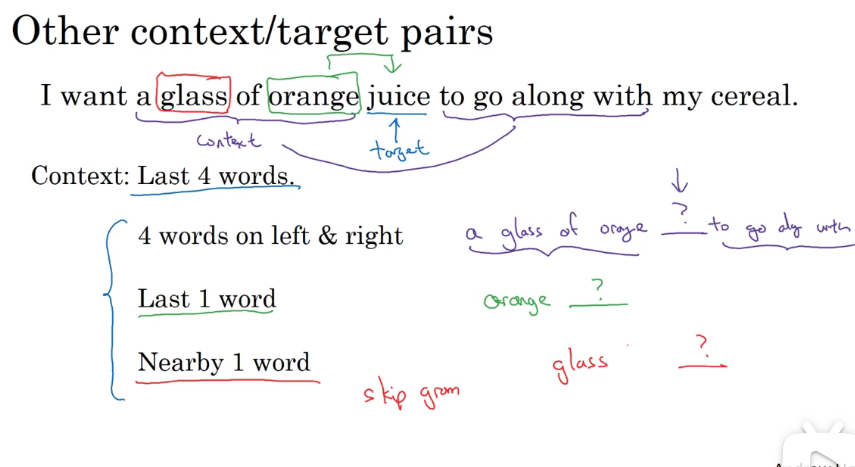 Other context/target pairs
I want a glass of orange juice to go along with my cereal.
context
target
Context: Last 4 words.
4 words on left & right
a glass of orange ? to go alg with
Last 1 word
orange ?
Nearby 1 word
glass ?
skip gram